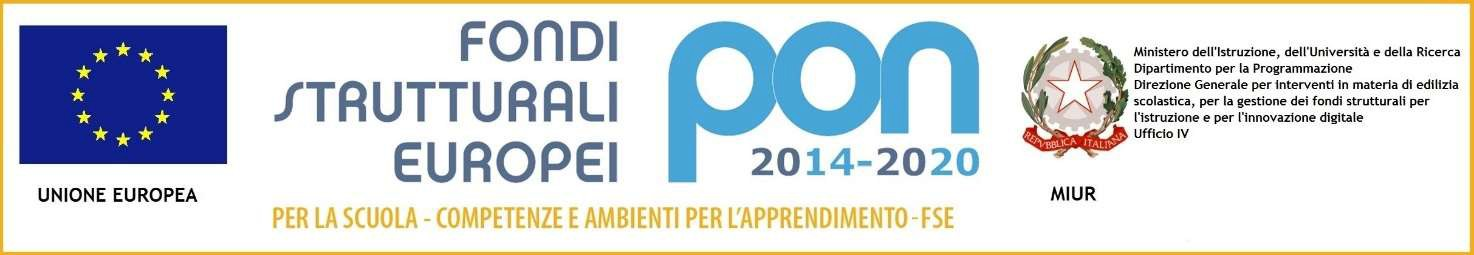 UNIONE EUROPEA
FONDI
STRUTTURALI
EUROPEI
pon
2014-2020
PER LA SCUOLA - COMPETENZE E AMBIENTI PER L'APPRENDIMENTO-FSE
REPVBBLICA ITALIANA
MIUR
Ministero dell'Istruzione, dell'Università e della Ricerca
Dipartimento per la Programmazione
Direzione Generale per interventi in materia di edilizia
scolastica, per la gestione dei fondi strutturali per
l'istruzione e per l'innovazione digitale
Ufficio IV